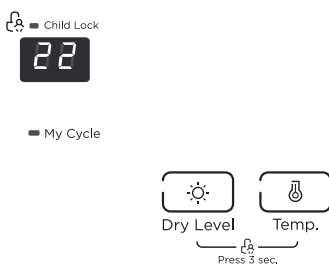 Child Lock
22
My Cycle
Dry Level Temp.
Press 3 sec.